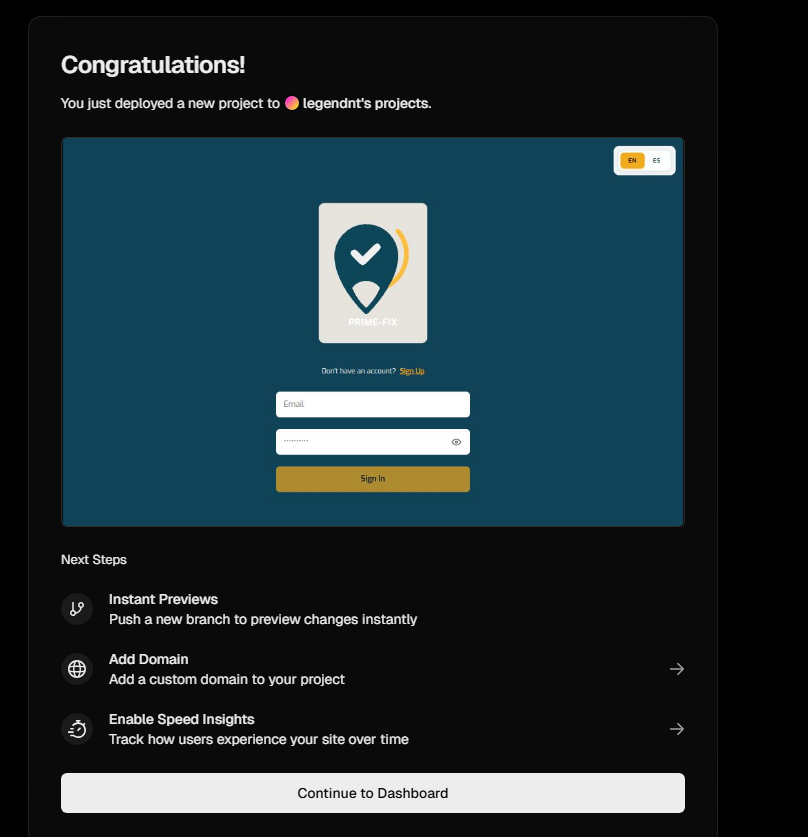 Congratulations!
You just deployed a new project to legendnt's projects.
EN ES
PRIME-FIX
Don't have an account? Sign Up
Email
··········
Sign In
Next Steps
Instant Previews
Push a new branch to preview changes instantly
Add Domain
Add a custom domain to your project
Enable Speed Insights
Track how users experience your site over time
Continue to Dashboard